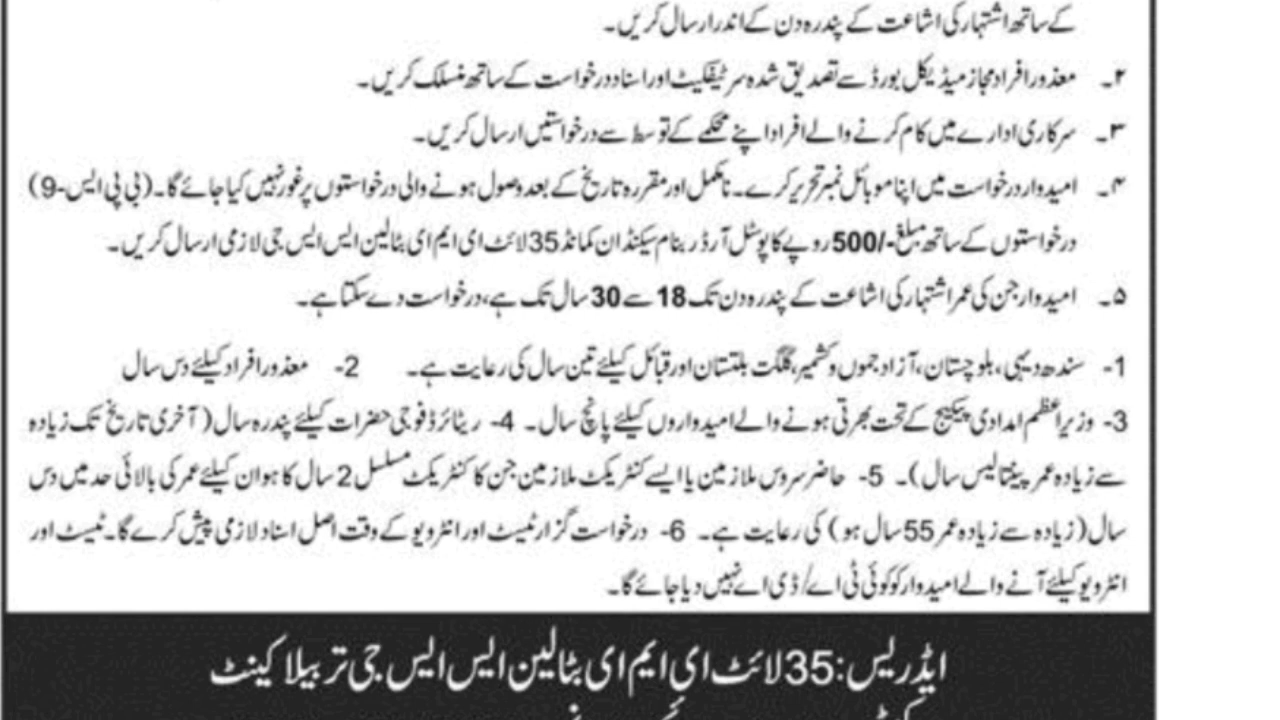 کے ساتھ اشتہار کی اشاعت کے پندرہ دن کے اندر ارسال کریں۔
۲۔ معذور افراد مجاز میڈیکل بورڈ سے تصدیق شدہ سرٹیفکیٹ اور اسناد درخواست کے ساتھ منسلک کریں۔
۳۔ سرکاری ادارے میں کام کرنے والے افراد اپنے محکمے کے توسط سے درخواستیں ارسال کریں۔
۴۔ امیدوار درخواست میں اپنا موبائل نمبر تحریر کرے۔ نامکمل اور مقررہ تاریخ کے بعد وصول ہونے والی درخواستوں پر غور نہیں کیا جائے گا۔ (بی پی ایس-9)
درخواستوں کے ساتھ مبلغ -/500 روپے کا پوسٹل آرڈر بنام سیکنڈ ان کمانڈ 35 لائٹ ای ایم ای بٹالین ایس ایس جی لازمی ارسال کریں۔
۵۔ امیدوار جن کی عمر اشتہار کی اشاعت کے پندرہ دن تک 18 سے 30 سال تک ہے، درخواست دے سکتا ہے۔
1- سندھ دیہی، بلوچستان، آزاد جموں و کشمیر، گلگت بلتستان اور قبائل کیلئے تین سال کی رعایت ہے۔ 2- معذور افراد کیلئے دس سال
3- وزیراعظم امدادی پیکیج کے تحت بھرتی ہونے والے امیدواروں کیلئے پانچ سال۔ 4- ریٹائرڈ فوجی حضرات کیلئے پندرہ سال (آخری تاریخ تک زیادہ
سے زیادہ عمر پینتالیس سال)۔ 5- حاضر سروس ملازمین یا ایسے کنٹریکٹ ملازمین جن کا کنٹریکٹ مسلسل 2 سال کا ہو ان کیلئے عمر کی بالائی حد میں دس
سال (زیادہ سے زیادہ عمر 55 سال ہو) کی رعایت ہے۔ 6- درخواست گزار ٹیسٹ اور انٹرویو کے وقت اصل اسناد لازمی پیش کرے گا۔ ٹیسٹ اور
انٹرویو کیلئے آنے والے امیدوار کو کوئی ٹی اے/ڈی اے نہیں دیا جائے گا۔
ایڈریس: 35 لائٹ ای ایم ای بٹالین ایس ایس جی تربیلا کینٹ